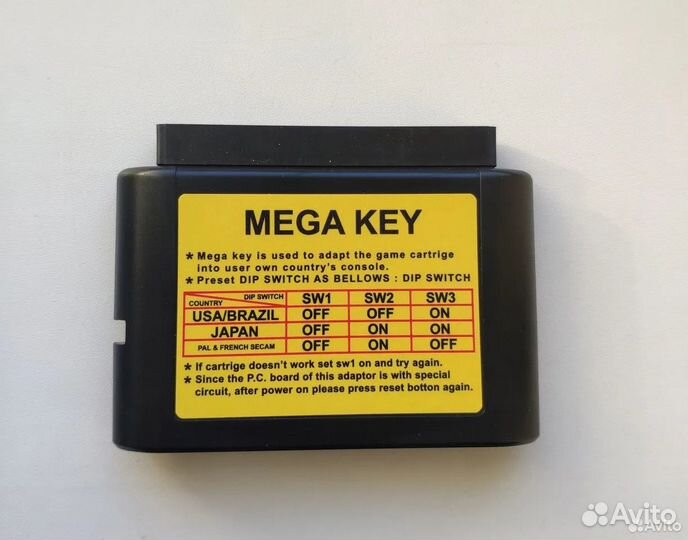 MEGA KEY
* Mega key is used to adapt the game cartrige
into user own country's console.
* Preset DIP SWITCH AS BELLOWS : DIP SWITCH
COUNTRY DIP SWITCH SW1 SW2 SW3
USA/BRAZIL OFF OFF ON
JAPAN OFF ON ON
PAL & FRENCH SECAM OFF ON OFF
* If cartrige doesn't work set sw1 on and try again.
* Since the P.C. board of this adaptor is with special
circuit, after power on please press reset botton again.
Avito
Avito